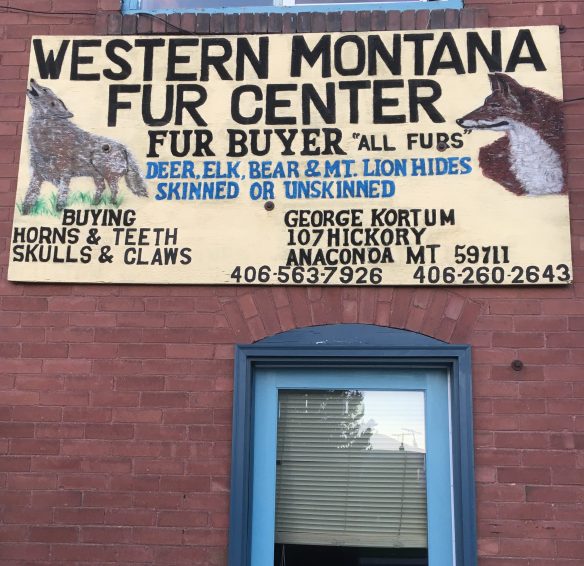 WESTERN MONTANA
FUR CENTER
FUR BUYER "ALL FURS"
DEER, ELK, BEAR & MT. LION HIDES
SKINNED OR UNSKINNED
BUYING
HORNS & TEETH
SKULLS & CLAWS
GEORGE KORTUM
107 HICKORY
ANACONDA MT 59711
406-563-7926 406-260-2643